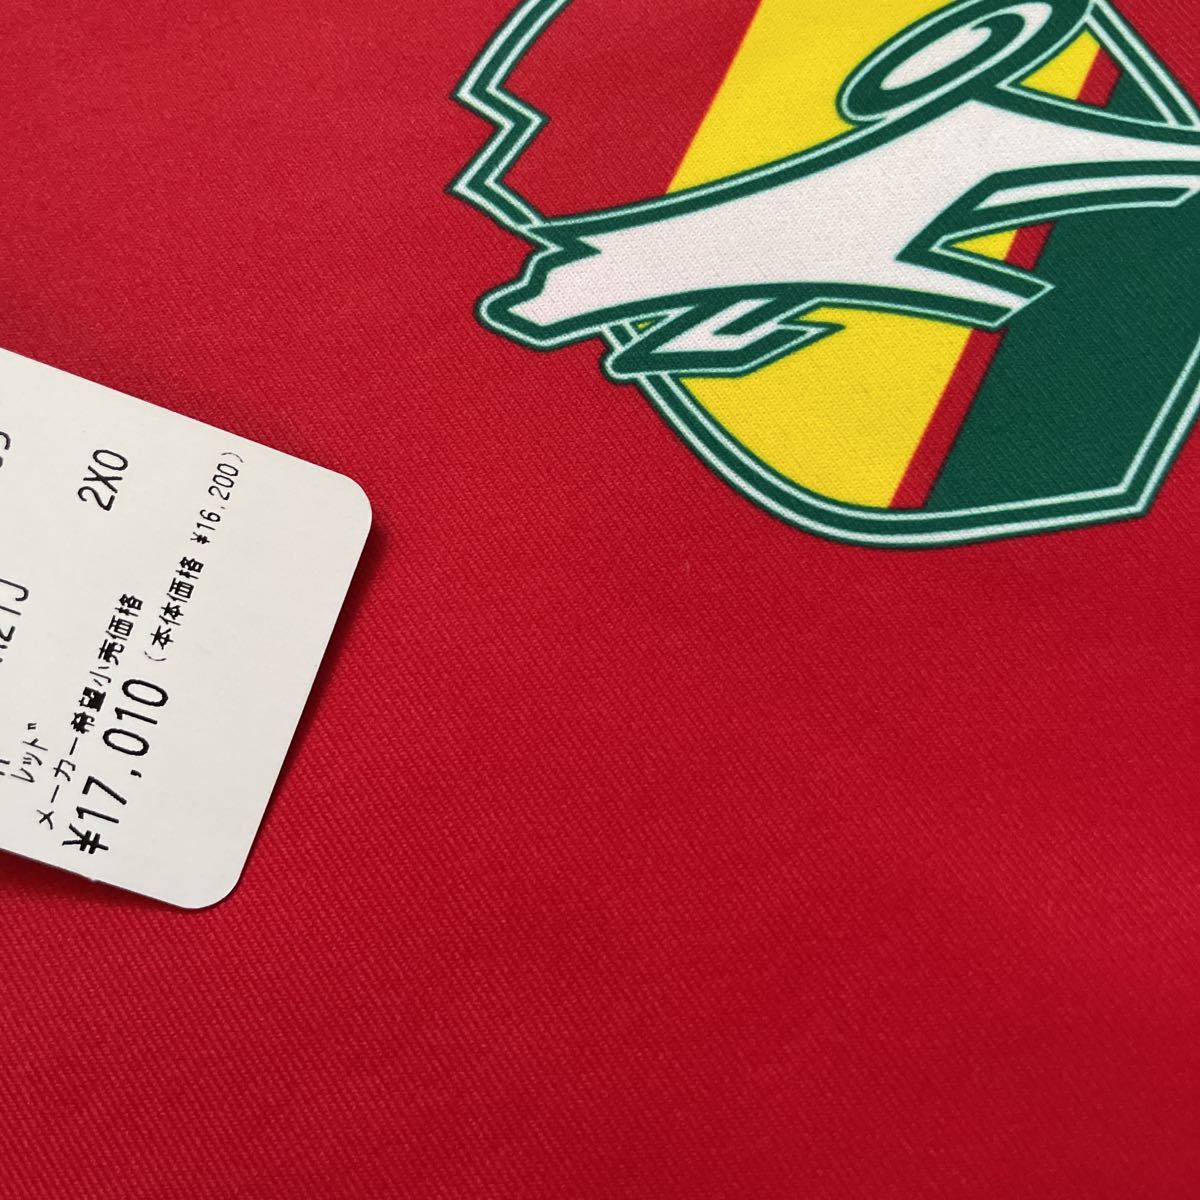 2XO
レッド
メーカー希望小売価格
¥17,010 (本体価格 ¥16,200)